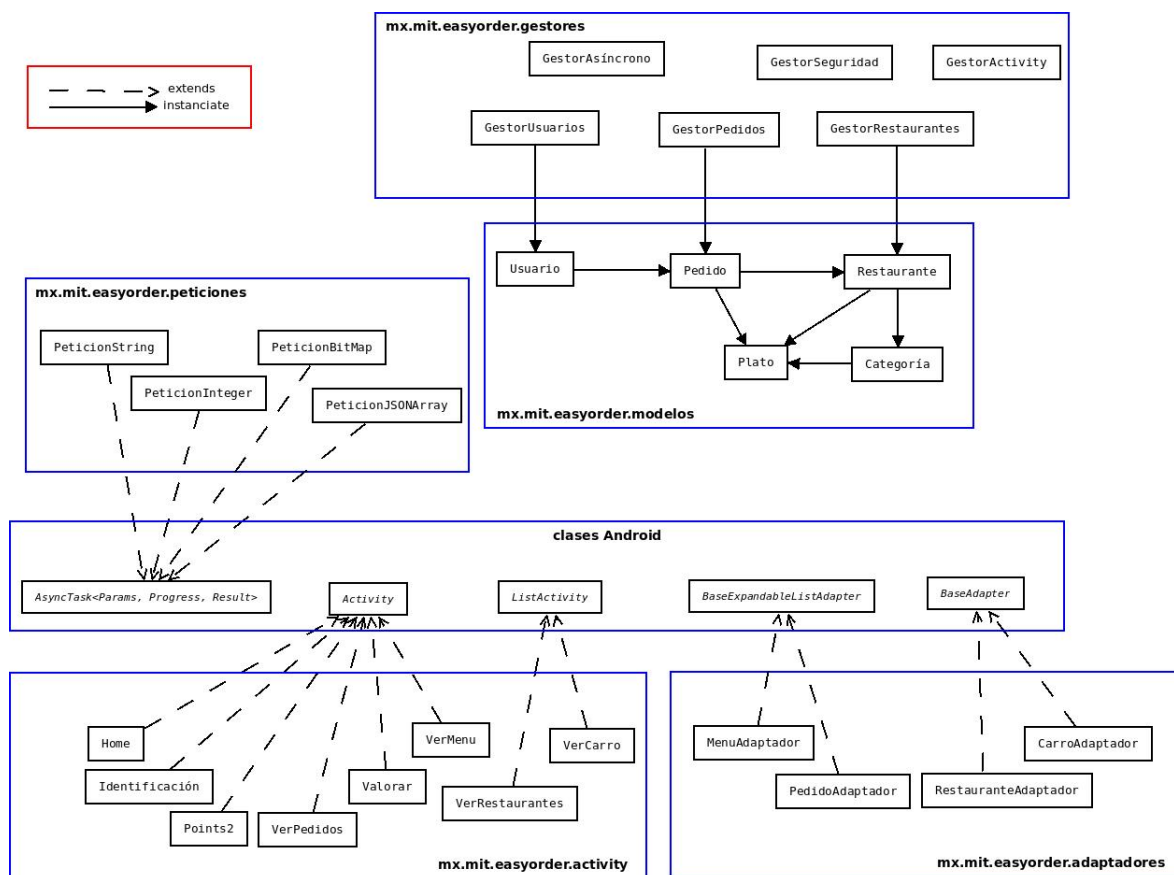 mx.mit.easyorder.gestores
GestorAsíncrono
GestorSeguridad
GestorActivity
GestorUsuarios
GestorPedidos
GestorRestaurantes
extends
instanciate
Usuario
Pedido
Restaurante
Plato
Categoría
mx.mit.easyorder.modelos
mx.mit.easyorder.peticiones
PeticionString
PeticionBitMap
PeticionInteger
PeticionJSONArray
clases Android
AsyncTask<Params, Progress, Result>
Activity
ListActivity
BaseExpandableListAdapter
BaseAdapter
Home
Identificación
Points2
VerPedidos
Valorar
VerMenu
VerRestaurantes
VerCarro
mx.mit.easyorder.activity
MenuAdaptador
PedidoAdaptador
RestauranteAdaptador
CarroAdaptador
mx.mit.easyorder.adaptadores